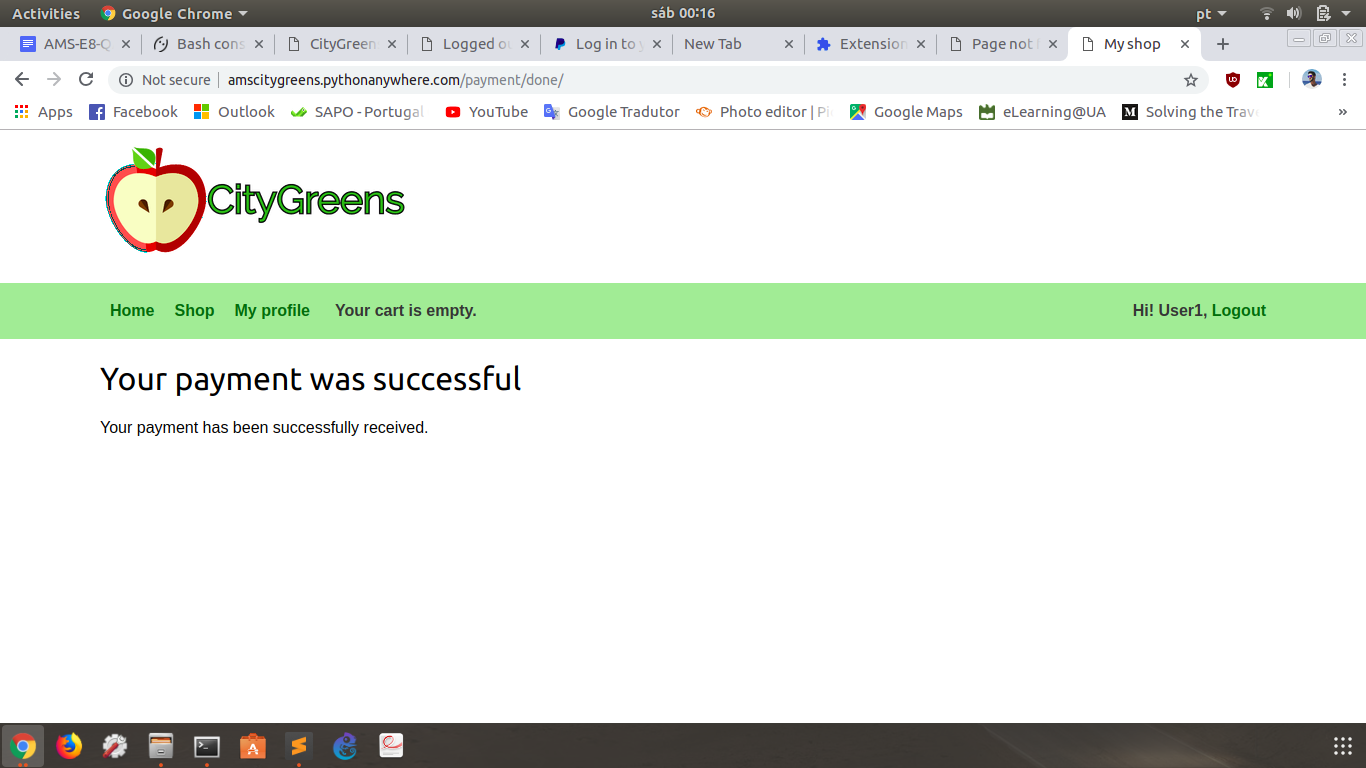 Activities Google Chrome sáb 00:16 pt
AMS-E8-Q Bash cons CityGreen Logged ou Log in to y New Tab Extension Page not f My shop
Not secure amscitygreens.pythonanywhere.com/payment/done/
Apps Facebook Outlook SAPO - Portugal YouTube Google Tradutor Photo editor | Pi Google Maps eLearning@UA Solving the Trav »
CityGreens
Home Shop My profile Your cart is empty. Hi! User1, Logout
Your payment was successful
Your payment has been successfully received.